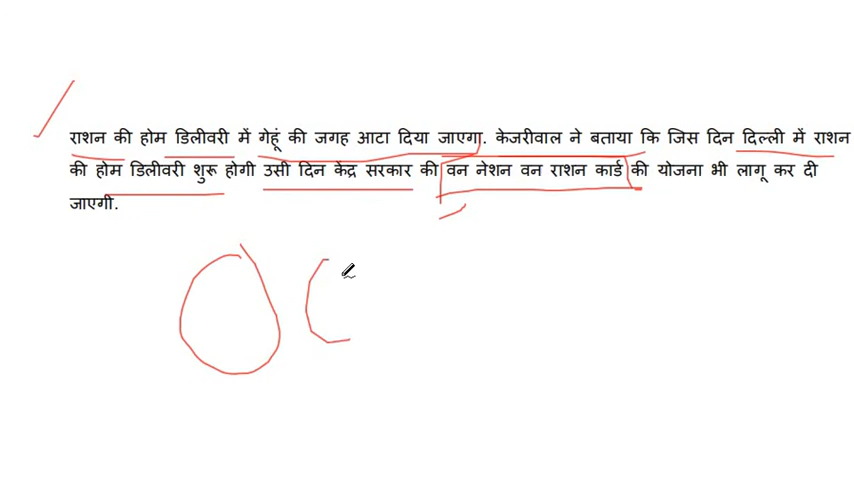 राशन की होम डिलीवरी में गेहूं की जगह आटा दिया जाएगा. केजरीवाल ने बताया कि जिस दिन दिल्ली में राशन
की होम डिलीवरी शुरू होगी उसी दिन केंद्र सरकार की वन नेशन वन राशन कार्ड की योजना भी लागू कर दी
जाएगी.